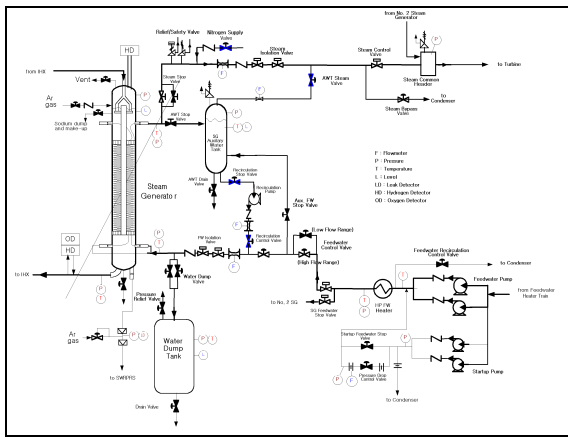 from No. 2 Steam
Generator
Relief/Safety Valve
Nitrogen Supply
Valve
HD
P
Steam
Isolation Valve
Steam Control
Valve
from IHX
F
Steam Common
Header
to Turbine
Vent
Steam Stop
Valve
AWT Steam
Valve
Ar
gas
P
L
F
Steam Bypass
Valve
to
Condenser
Sodium dump
and make-up
AWT Stop
Valve
P
T
P
SG
Auxiliary
Water
Tank
T
L
F : Flowmeter
P : Pressure
T : Temperature
L : Level
LD : Leak Detector
HD : Hydrogen Detector
OD : Oxygen Detector
Steam
Generator
AWT Drain
Valve
Recirculation
Stop Valve
Recirculation
Pump
Aux. FW
Stop Valve
F
OD
HD
P
T
FW Isolation
Valve
Recirculation
Control Valve
(Low Flow Range)
Feedwater
Control Valve
(High Flow Range)
Feedwater Recirculation
Control Valve
to Condenser
to IHX
Water Dump
Valve
F
T
Feedwater Pump
P
T
Pressure
Relief Valve
T
P
HP FW
Heater
from Feedwater
Heater Train
to No. 2 SG
SG Feedwater
Stop Valve
Ar
gas
P
Water
Dump
Tank
P
T
L
Startup Feedwater Stop
Valve
P
Startup Pump
to SWRPRS
P
F
Pressure Drop
Control Valve
Drain Valve
to Condenser